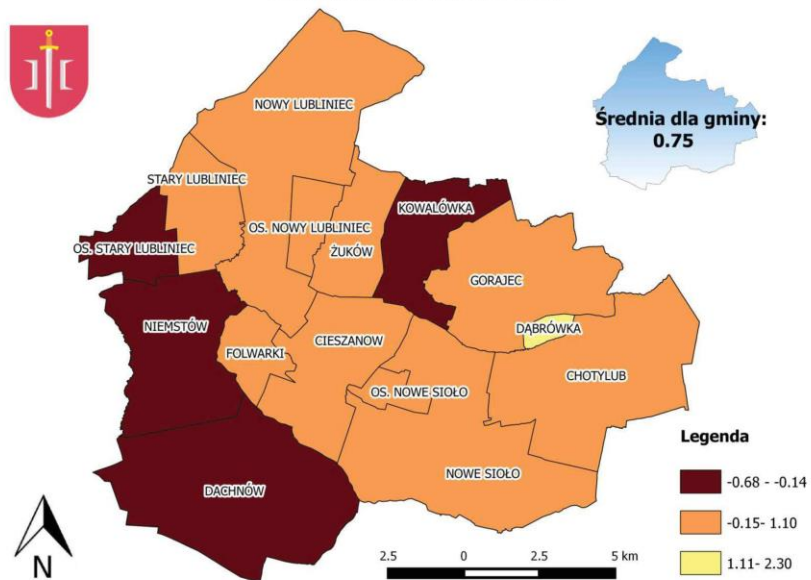 NOWY LUBLINIEC
Średnia dla gminy:
0.75
STARY LUBLINIEC
KOWALÓWKA
OS. NOWY LUBLINIEC
OS. STARY LUBLINIEC
ŻUKÓW
GORAJEC
NIEMSTÓW
DĄBRÓWKA
CIESZANOW
FOLWARKI
CHOTYLUB
OS. NOWE SIOŁO
Legenda
NOWE SIOŁO
-0.68 - -0.14
DACHNÓW
-0.15- 1.10
2.5 0 2.5 5 km
1.11- 2.30
N